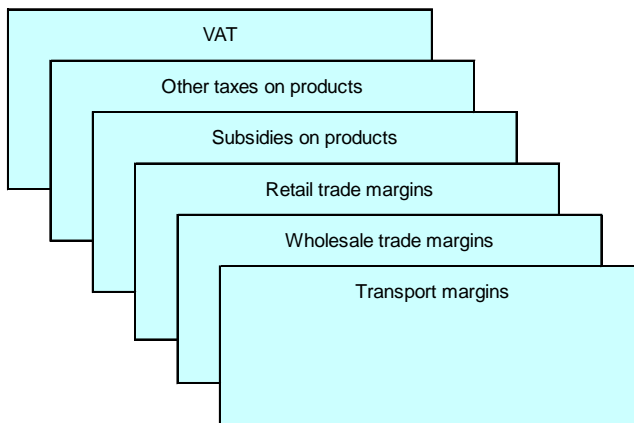 VAT
Other taxes on products
Subsidies on products
Retail trade margins
Wholesale trade margins
Transport margins